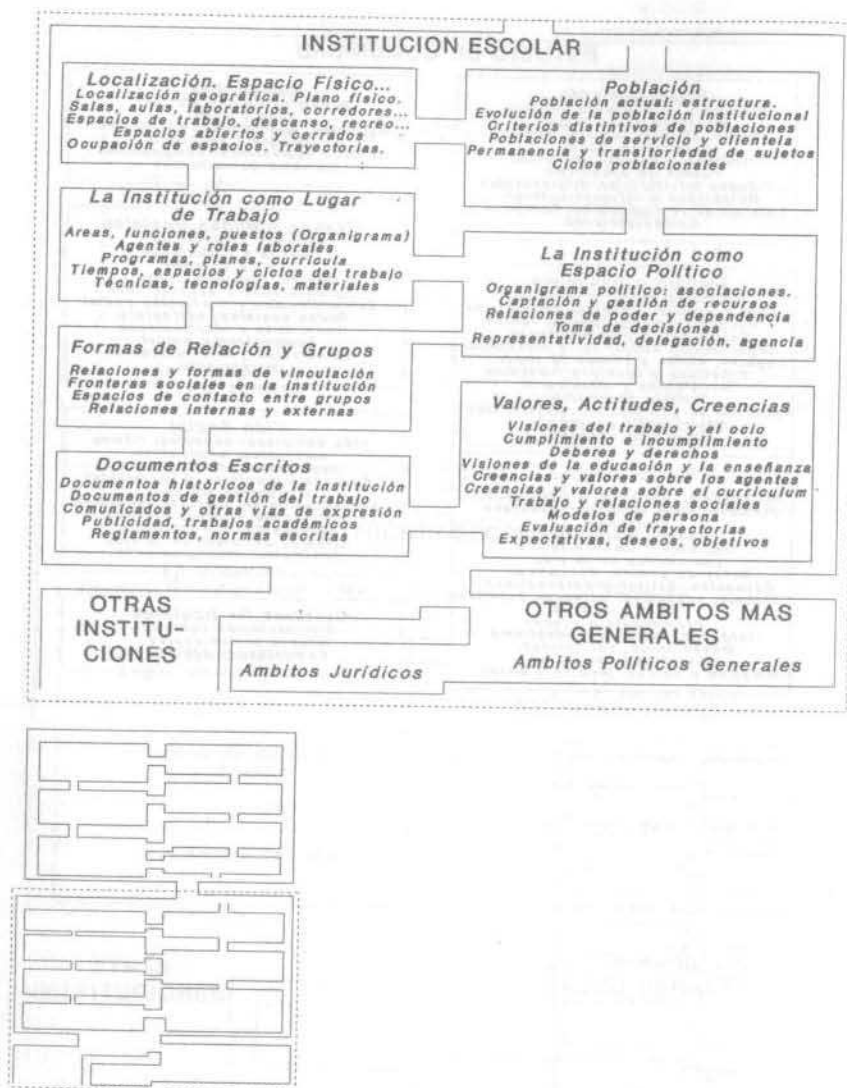 INSTITUCION ESCOLAR
Localización. Espacio Físico...
Localización geográfica. Plano físico.
Salas, aulas, laboratorios, corredores...
Espacios de trabajo, descanso, recreo...
Espacios abiertos y cerrados
Ocupación de espacios. Trayectorias.
Población
Población actual: estructura.
Evolución de la población institucional
Criterios distintivos de poblaciones
Poblaciones de servicio y clientela
Permanencia y transitoriedad de sujetos
Ciclos poblacionales
La Institución como Lugar
de Trabajo
Areas, funciones, puestos (Organigrama)
Agentes y roles laborales
Programas, planes, currícula
Tiempos, espacios y ciclos del trabajo
Técnicas, tecnologías, materiales
La Institución como
Espacio Político
Organigrama político: asociaciones.
Captación y gestión de recursos
Relaciones de poder y dependencia
Toma de decisiones
Representatividad, delegación, agencia
Formas de Relación y Grupos
Relaciones y formas de vinculación
Fronteras sociales en la institución
Espacios de contacto entre grupos
Relaciones internas y externas
Valores, Actitudes, Creencias
Visiones del trabajo y el ocio
Cumplimiento e incumplimiento
Deberes y derechos
Visiones de la educación y la enseñanza
Creencias y valores sobre los agentes
Creencias y valores sobre el curriculum
Trabajo y relaciones sociales
Modelos de persona
Evaluación de trayectorias
Expectativas, deseos, objetivos
Documentos Escritos
Documentos históricos de la institución
Documentos de gestión del trabajo
Comunicados y otras vías de expresión
Publicidad, trabajos académicos
Reglamentos, normas escritas
OTRAS
INSTITU-
CIONES
Ambitos Jurídicos
OTROS AMBITOS MAS
GENERALES
Ambitos Políticos Generales